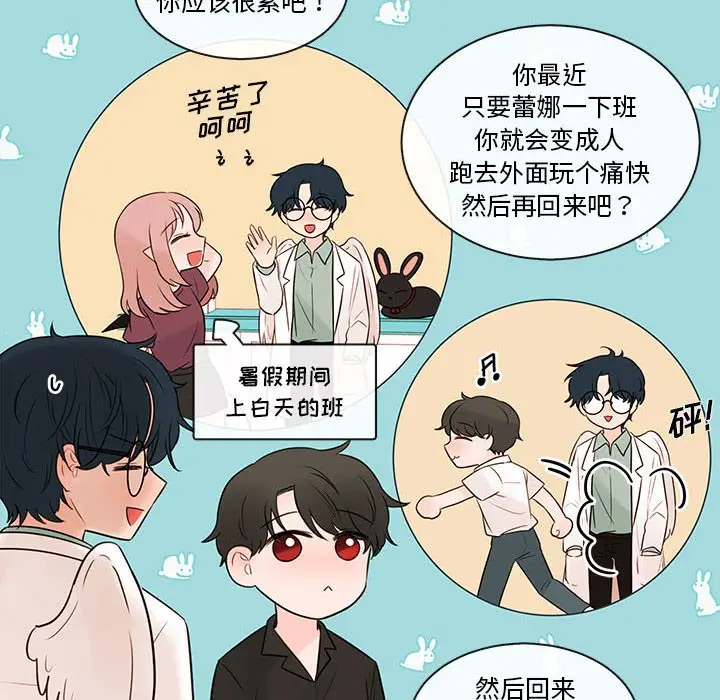 你应该很累吧？
辛苦了
呵呵
你最近
只要蕾娜一下班
你就会变成人
跑去外面玩个痛快
然后再回来吧？
暑假期间
上白天的班
砰!
然后回来